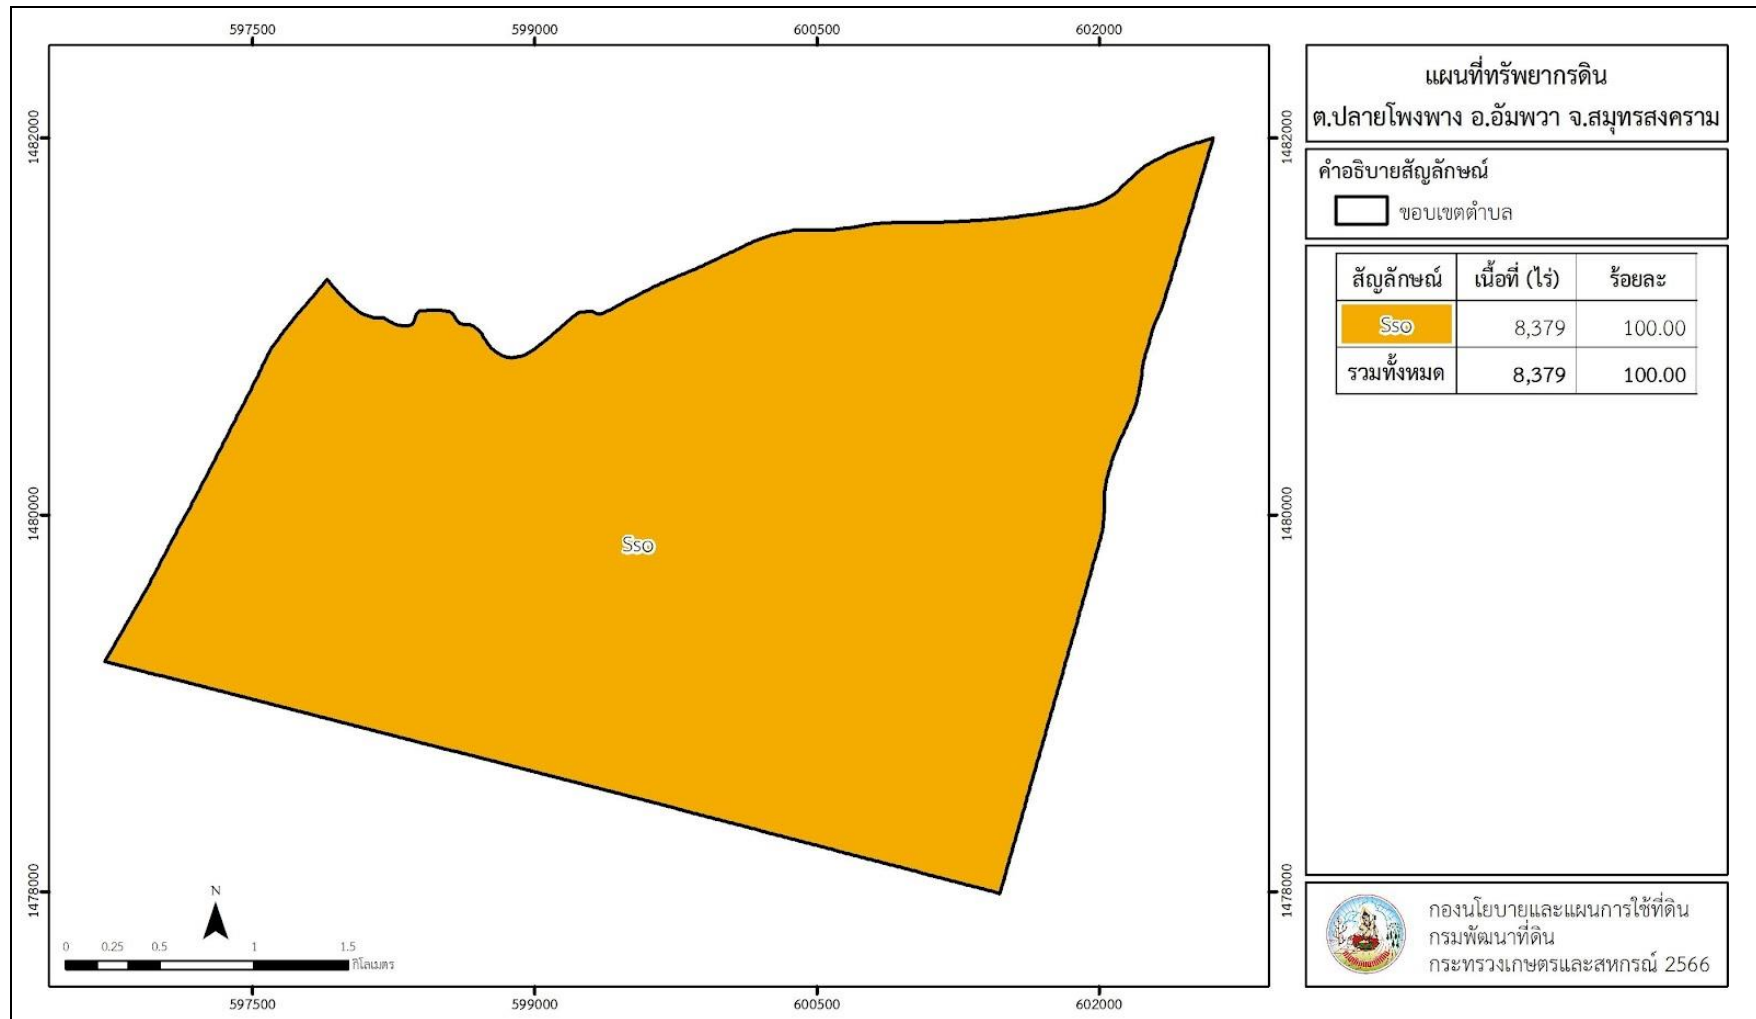 597500 599000 600500 602000
1482000 1482000
1480000 1480000
1478000 1478000
Sso
N
0 0.25 0.5 1 1.5
กิโลเมตร
597500 599000 600500 602000
แผนที่ทรัพยากรดิน
ต.ปลายโพงพาง อ.อัมพวา จ.สมุทรสงคราม
คำอธิบายสัญลักษณ์
ขอบเขตตำบล
สัญลักษณ์ เนื้อที่ (ไร่) ร้อยละ
Sso 8,379 100.00
รวมทั้งหมด 8,379 100.00
กองนโยบายและแผนการใช้ที่ดิน
กรมพัฒนาที่ดิน
กระทรวงเกษตรและสหกรณ์ 2566